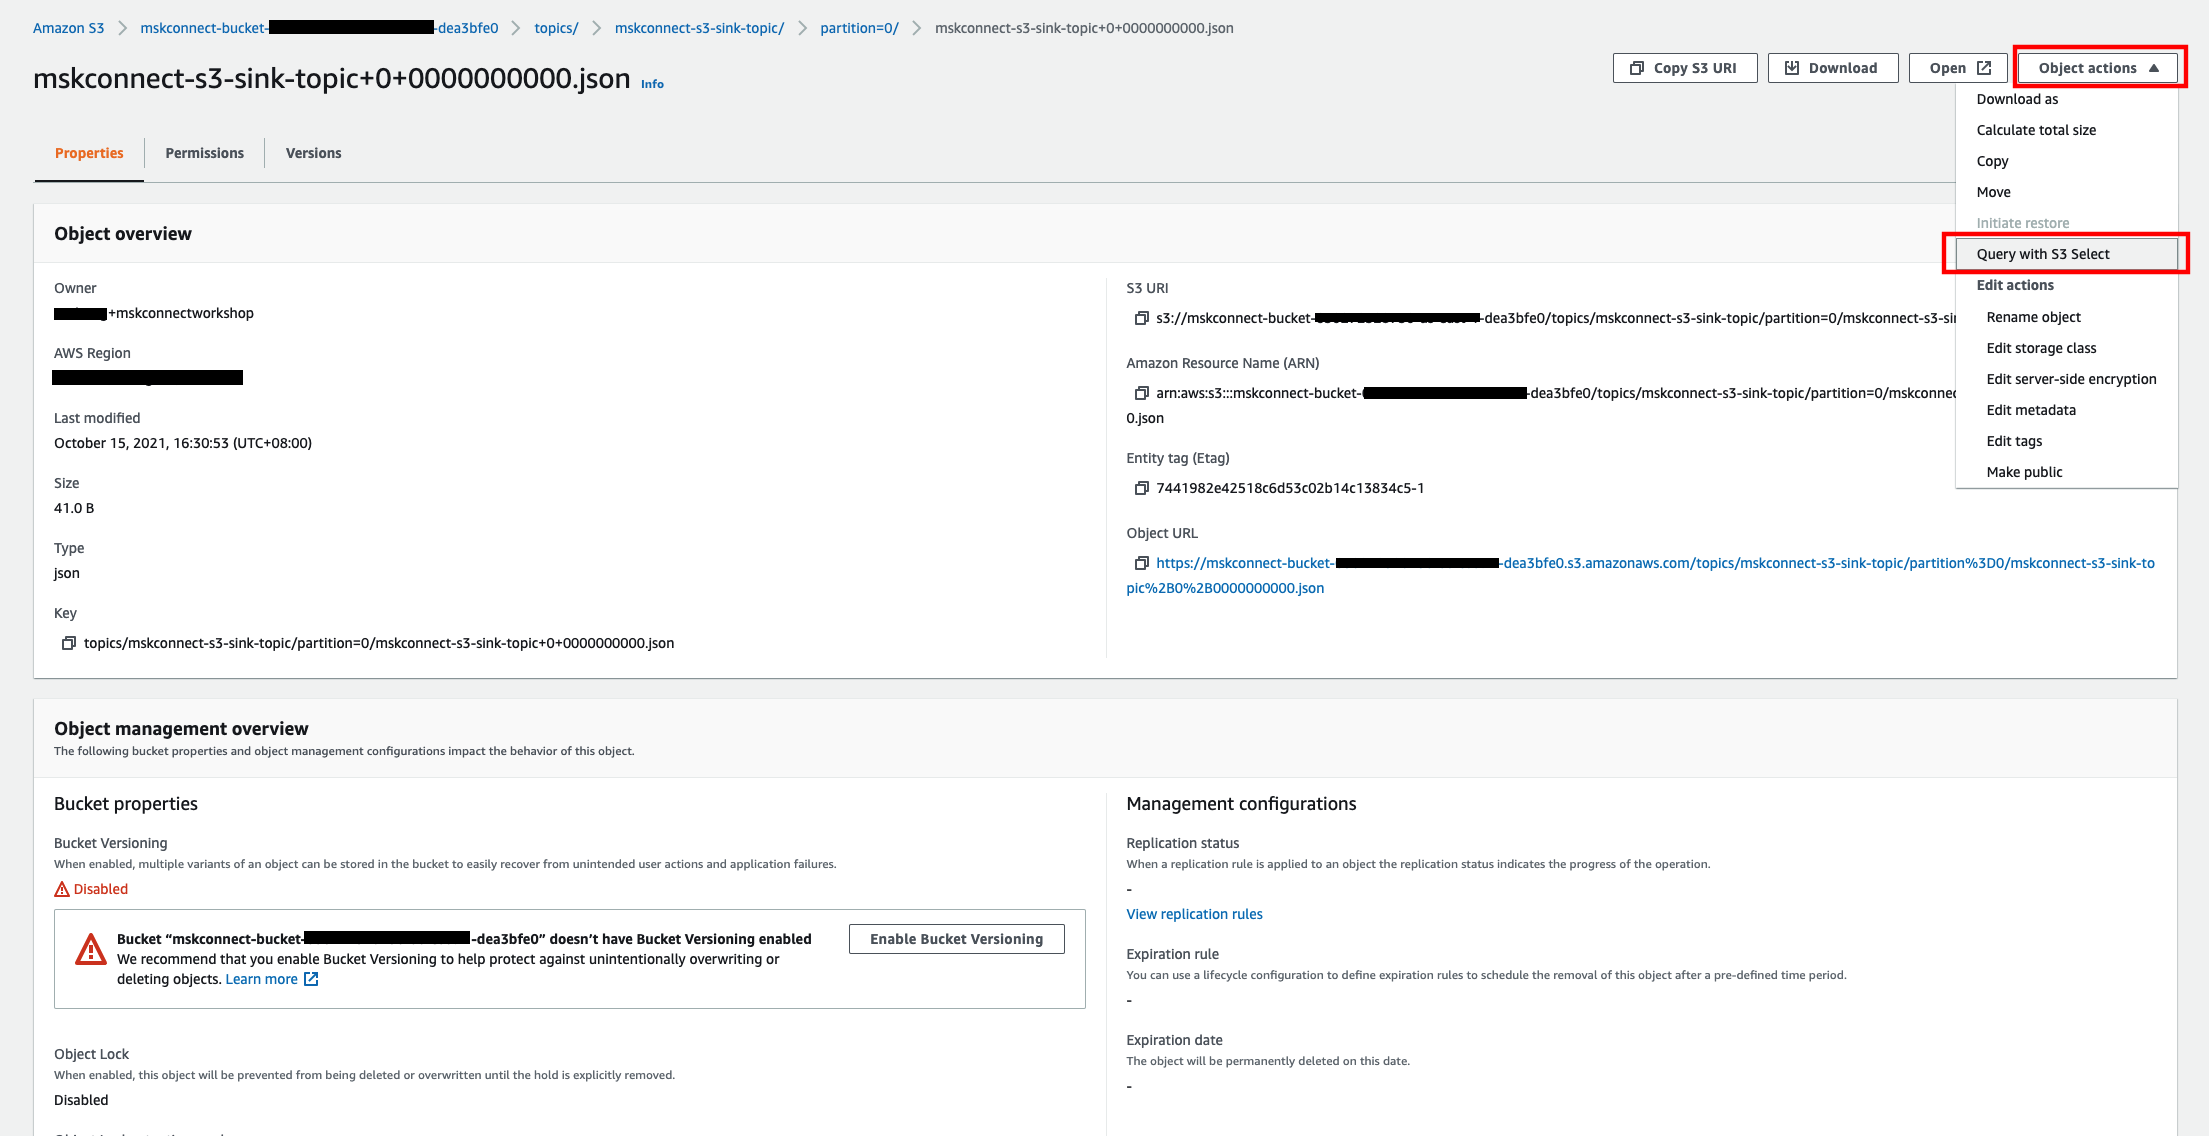 Amazon S3 mskconnect-bucket- -dea3bfe0 topics/ mskconnect-s3-sink-topic/ partition=0/ mskconnect-s3-sink-topic+0+0000000000.json
mskconnect-s3-sink-topic+0+0000000000.json Info
Copy S3 URI Download Open Object actions
Download as
Calculate total size
Copy
Move
Initiate restore
Query with S3 Select
Edit actions
Rename object
Edit storage class
Edit server-side encryption
Edit metadata
Edit tags
Make public
Properties Permissions Versions
Object overview
Owner
+mskconnectworkshop
AWS Region
Last modified
October 15, 2021, 16:30:53 (UTC+08:00)
Size
41.0 B
Type
json
Key
topics/mskconnect-s3-sink-topic/partition=0/mskconnect-s3-sink-topic+0+0000000000.json
S3 URI
s3://mskconnect-bucket- -dea3bfe0/topics/mskconnect-s3-sink-topic/partition=0/mskconnect-s3-si
Amazon Resource Name (ARN)
arn:aws:s3:::mskconnect-bucket- -dea3bfe0/topics/mskconnect-s3-sink-topic/partition=0/mskconnec
0.json
Entity tag (Etag)
7441982e42518c6d53c02b14c13834c5-1
Object URL
https://mskconnect-bucket- -dea3bfe0.s3.amazonaws.com/topics/mskconnect-s3-sink-topic/partition%3D0/mskconnect-s3-sink-to
pic%2B0%2B0000000000.json
Object management overview
The following bucket properties and object management configurations impact the behavior of this object.
Bucket properties
Bucket Versioning
When enabled, multiple variants of an object can be stored in the bucket to easily recover from unintended user actions and application failures.
Disabled
Bucket “mskconnect-bucket- -dea3bfe0” doesn’t have Bucket Versioning enabled
We recommend that you enable Bucket Versioning to help protect against unintentionally overwriting or
deleting objects. Learn more
Enable Bucket Versioning
Object Lock
When enabled, this object will be prevented from being deleted or overwritten until the hold is explicitly removed.
Disabled
Management configurations
Replication status
When a replication rule is applied to an object the replication status indicates the progress of the operation.
-
View replication rules
Expiration rule
You can use a lifecycle configuration to define expiration rules to schedule the removal of this object after a pre-defined time period.
-
Expiration date
The object will be permanently deleted on this date.
-